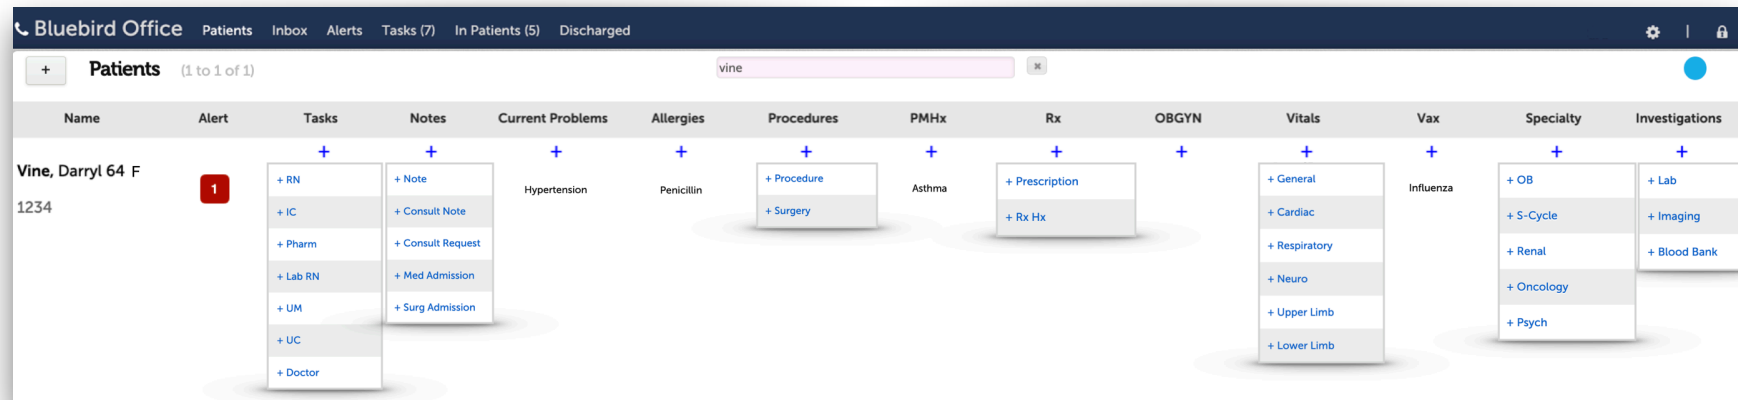 Bluebird Office Patients Inbox Alerts Tasks (7) In Patients (5) Discharged
+ Patients (1 to 1 of 1) vine
Name Alert Tasks Notes Current Problems Allergies Procedures PMHx Rx OBGYN Vitals Vax Specialty Investigations
+ + + + + + + + + + + +
Vine, Darryl 64 F
1234
1
+ RN
+ IC
+ Pharm
+ Lab RN
+ UM
+ UC
+ Doctor
+ Note
+ Consult Note
+ Consult Request
+ Med Admission
+ Surg Admission
Hypertension
Penicillin
+ Procedure
+ Surgery
Asthma
+ Prescription
+ Rx Hx
+ General
+ Cardiac
+ Respiratory
+ Neuro
+ Upper Limb
+ Lower Limb
Influenza
+ OB
+ S-Cycle
+ Renal
+ Oncology
+ Psych
+ Lab
+ Imaging
+ Blood Bank